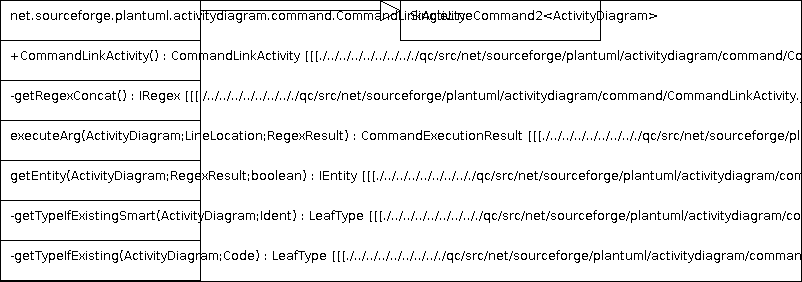 net.sourceforge.plantuml.activitydiagram.command.CommandLinkActivity
SingleLineCommand2<ActivityDiagram>
+CommandLinkActivity() : CommandLinkActivity [[[./../../../../../../../../qc/src/net/sourceforge/plantuml/activitydiagram/command/Co
-getRegexConcat() : IRegex [[[./../../../../../../../../qc/src/net/sourceforge/plantuml/activitydiagram/command/CommandLinkActivity.j
executeArg(ActivityDiagram;LineLocation;RegexResult) : CommandExecutionResult [[[./../../../../../../../../qc/src/net/sourceforge/pl
getEntity(ActivityDiagram;RegexResult;boolean) : IEntity [[[./../../../../../../../../qc/src/net/sourceforge/plantuml/activitydiagram/com
-getTypeIfExistingSmart(ActivityDiagram;Ident) : LeafType [[[./../../../../../../../../qc/src/net/sourceforge/plantuml/activitydiagram/co
-getTypeIfExisting(ActivityDiagram;Code) : LeafType [[[./../../../../../../../../qc/src/net/sourceforge/plantuml/activitydiagram/comman